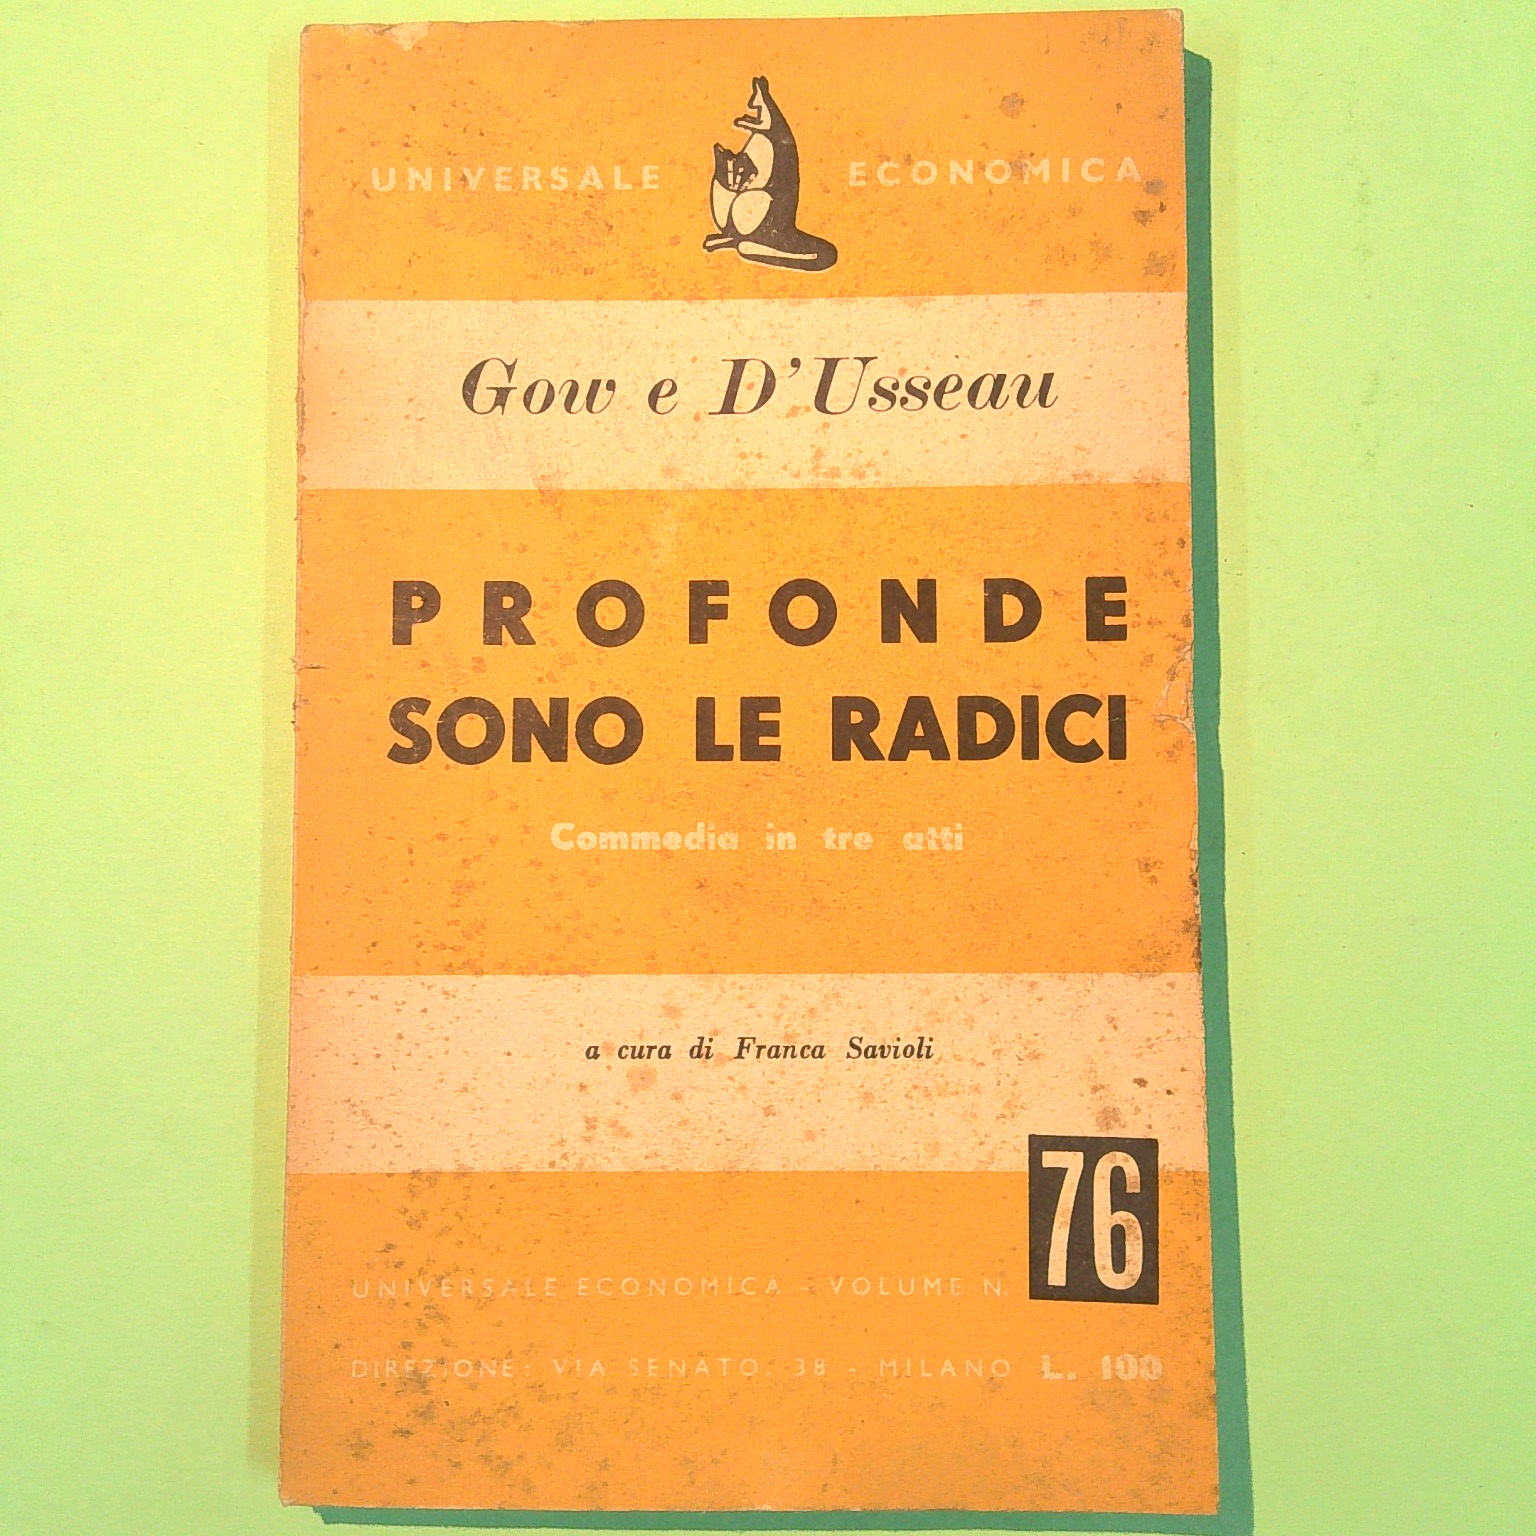 UNIVERSALE ECONOMICA
Gow e D'Usseau
PROFONDE
SONO LE RADICI
Commedia in tre atti
a cura di Franca Savioli
76
UNIVERSALE ECONOMICA - VOLUME N.
DIREZIONE: VIA SENATO, 38 - MILANO L. 100